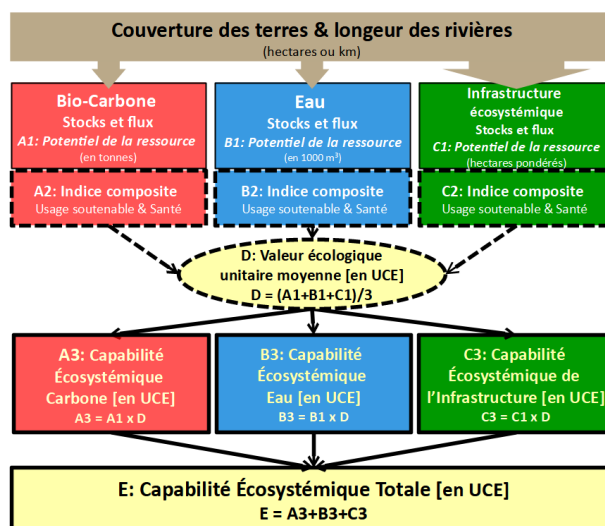 Couverture des terres & longeur des rivières
(hectares ou km)
Bio-Carbone
Stocks et flux
A1: Potentiel de la ressource
(en tonnes)
Eau
Stocks et flux
B1: Potentiel de la ressource
(en 1000 m³)
Infrastructure
écosystémique
Stocks et flux
C1: Potentiel de la ressource
(hectares pondérés)
A2: Indice composite
Usage soutenable & Santé
B2: Indice composite
Usage soutenable & Santé
C2: Indice composite
Usage soutenable & Santé
D: Valeur écologique
unitaire moyenne [en UCE]
D = (A1+B1+C1)/3
A3: Capabilité
Écosystémique
Carbone [en UCE]
A3 = A1 x D
B3: Capabilité
Écosystémique
Eau [en UCE]
B3 = B1 x D
C3: Capabilité
Écosystémique de
l’Infrastructure [en UCE]
C3 = C1 x D
E: Capabilité Écosystémique Totale [en UCE]
E = A3+B3+C3